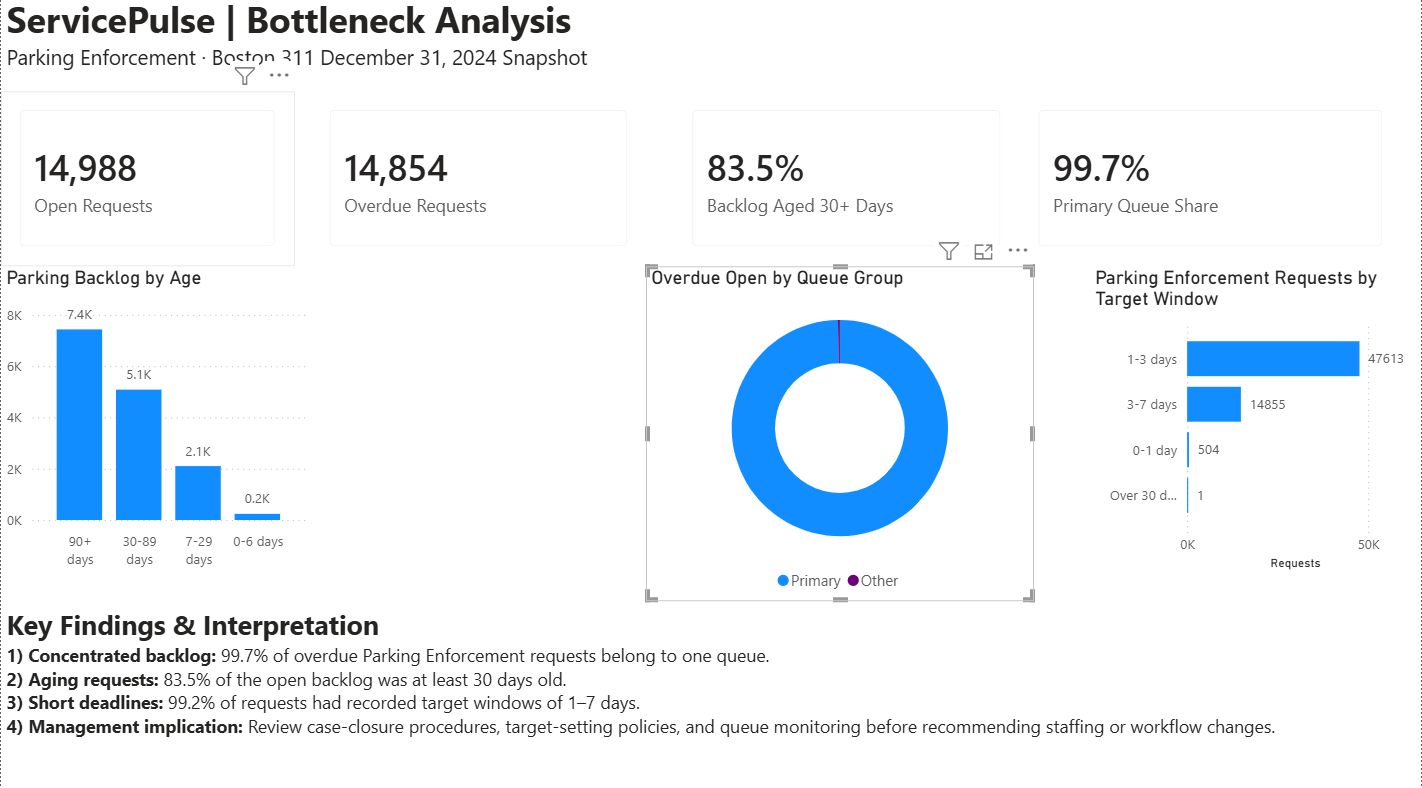 ServicePulse | Bottleneck Analysis
Parking Enforcement · Boston 311 December 31, 2024 Snapshot
14,988
Open Requests
14,854
Overdue Requests
83.5%
Backlog Aged 30+ Days
99.7%
Primary Queue Share
Parking Backlog by Age
8K
6K
4K
2K
0K
7.4K
5.1K
2.1K
0.2K
90+
days
30-89
days
7-29
days
0-6 days
Overdue Open by Queue Group
Primary
Other
Parking Enforcement Requests by
Target Window
1-3 days
47613
3-7 days
14855
0-1 day
504
Over 30 d...
1
0K
50K
Requests
Key Findings & Interpretation
1) Concentrated backlog: 99.7% of overdue Parking Enforcement requests belong to one queue.
2) Aging requests: 83.5% of the open backlog was at least 30 days old.
3) Short deadlines: 99.2% of requests had recorded target windows of 1–7 days.
4) Management implication: Review case-closure procedures, target-setting policies, and queue monitoring before recommending staffing or workflow changes.